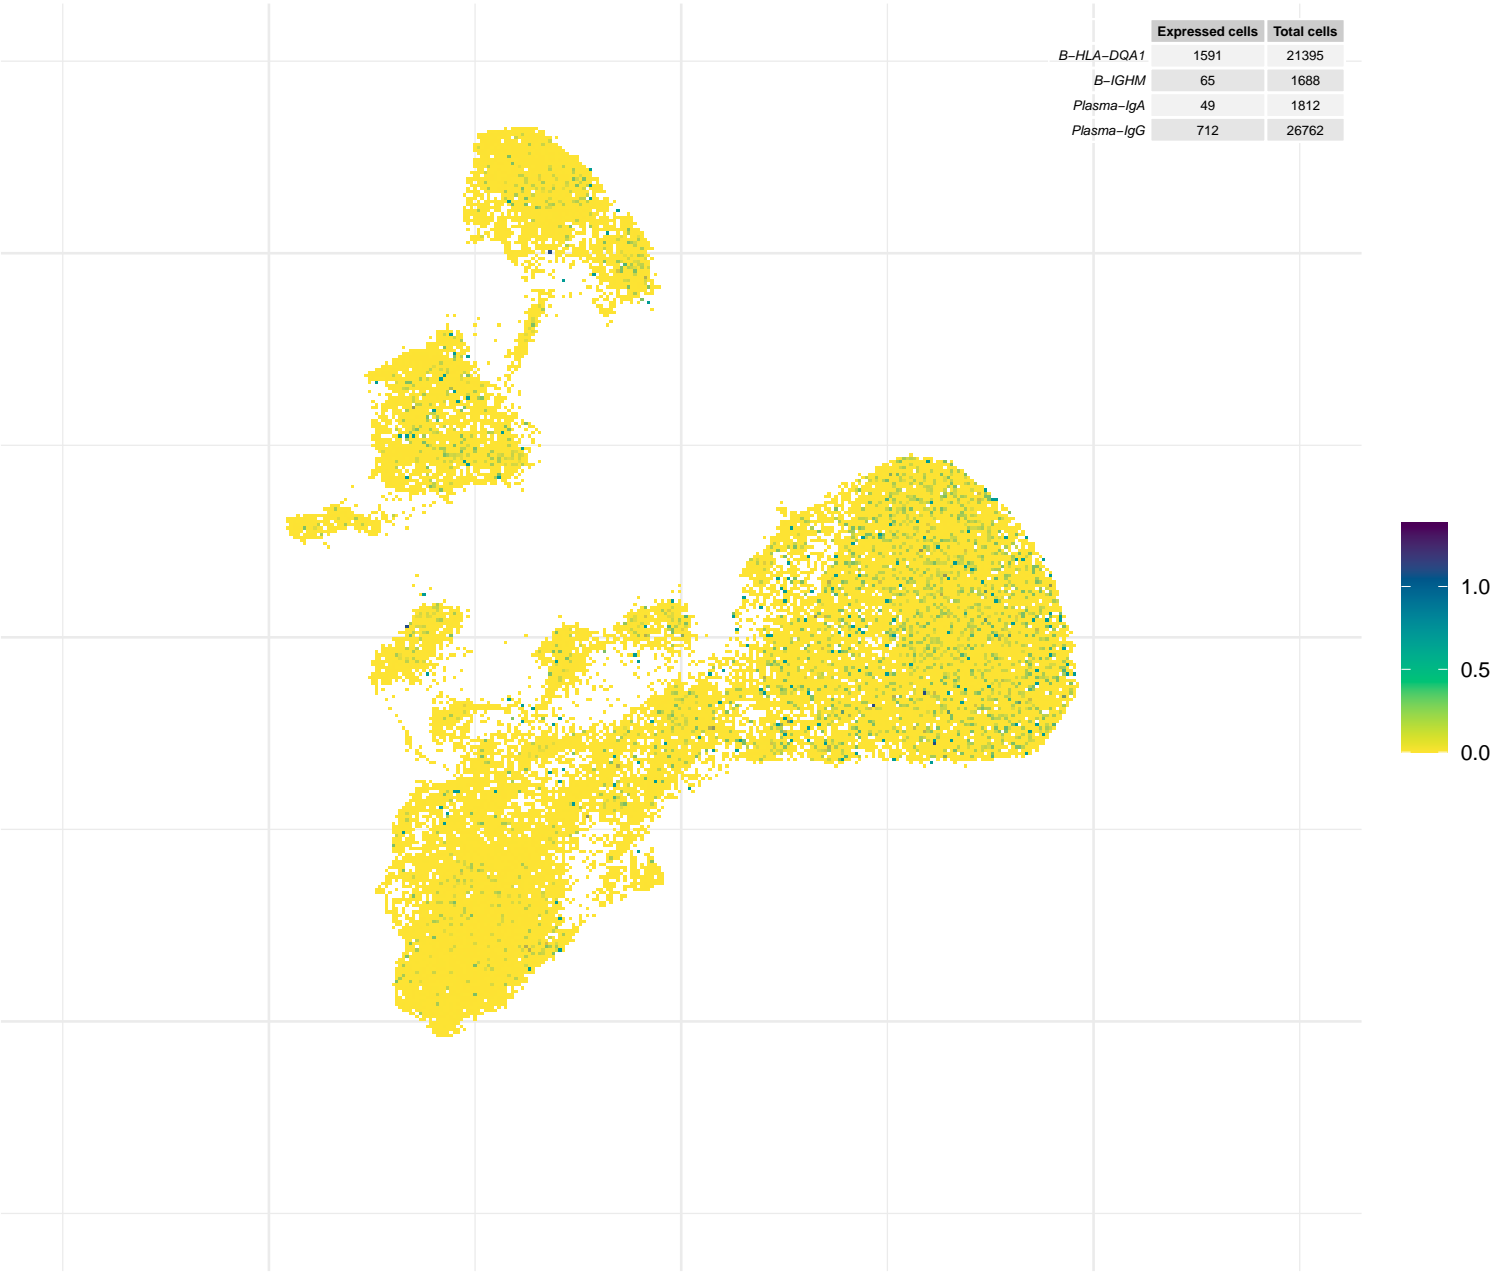 Expressed cells Total cells
B−HLA−DQA1 1591 21395
B−IGHM 65 1688
Plasma−IgA 49 1812
Plasma−IgG 712 26762
1.0
0.5
0.0